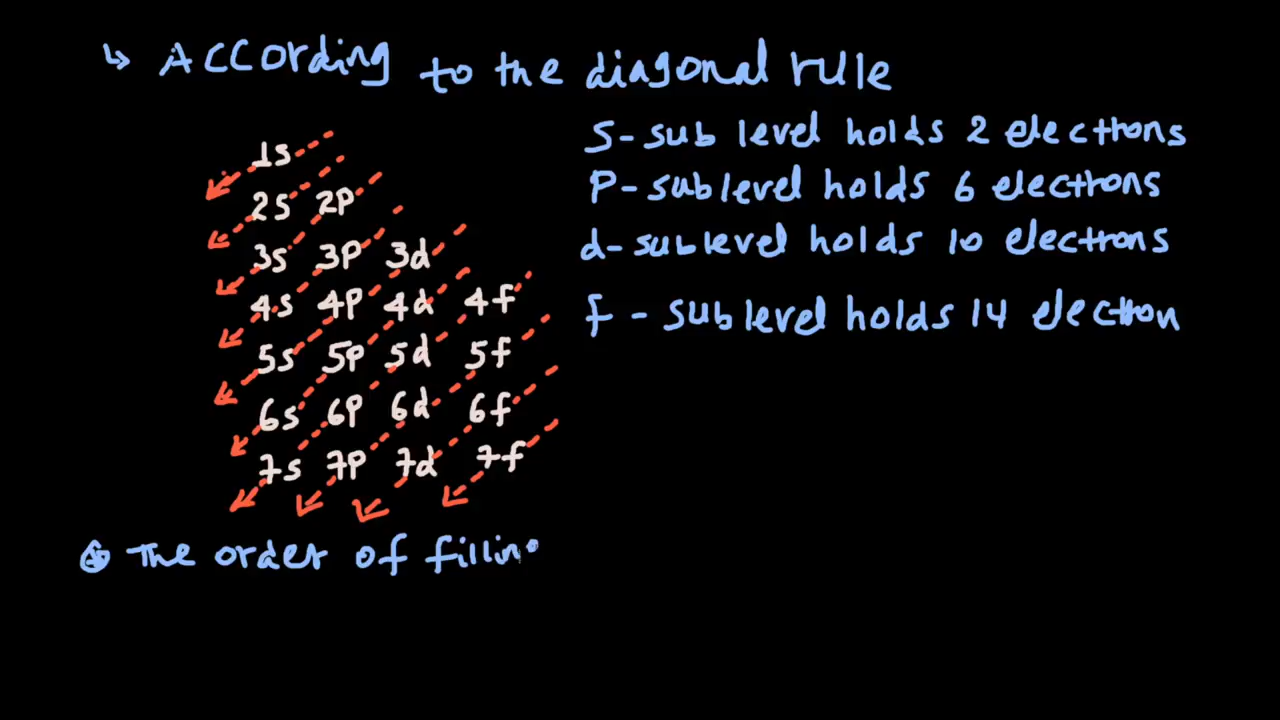 ↳ According to the diagonal rule
S-sub level holds 2 electrons
P-sublevel holds 6 electrons
d-sublevel holds 10 electrons
f - sublevel holds 14 electron
1s
2s 2p
3s 3p 3d
4s 4p 4d 4f
5s 5p 5d 5f
6s 6p 6d 6f
7s 7p 7d 7f
The order of fillin